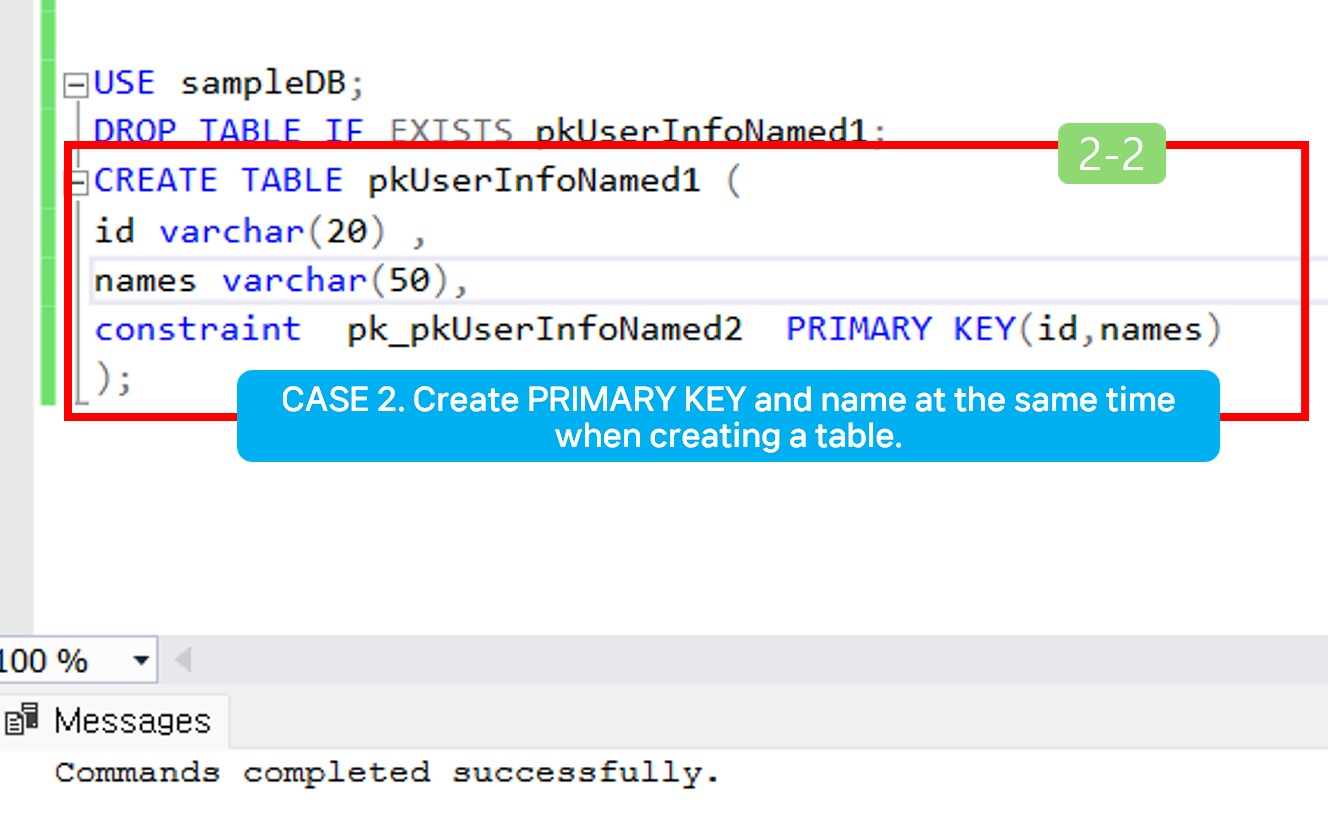 USE sampleDB;
DROP TABLE IF EXISTS pkUserInfoNamed1;
2-2
CREATE TABLE pkUserInfoNamed1 (
id varchar(20) ,
names varchar(50),
constraint pk_pkUserInfoNamed2 PRIMARY KEY(id,names)
);
CASE 2. Create PRIMARY KEY and name at the same time
when creating a table.
100 %
Messages
Commands completed successfully.